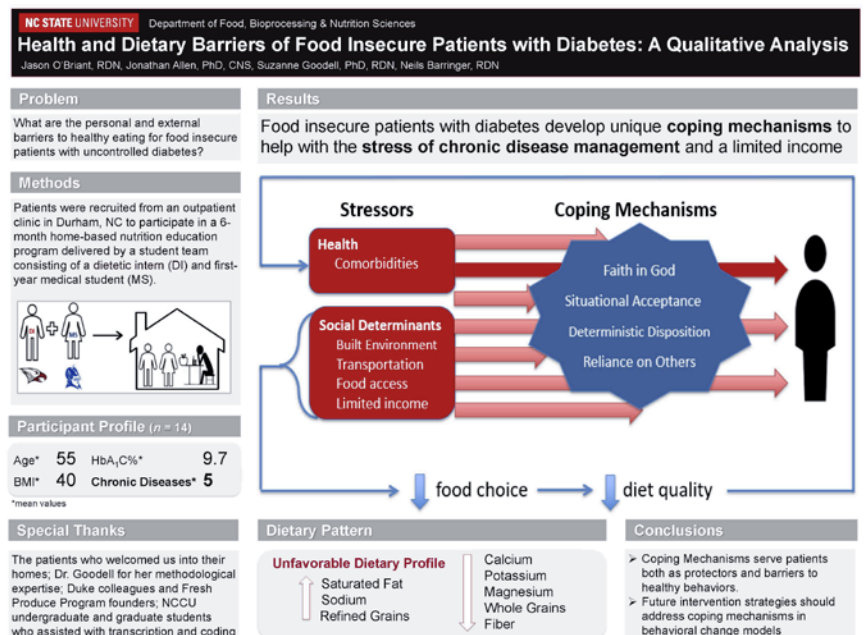 NC STATE UNIVERSITY Department of Food, Bioprocessing & Nutrition Sciences
Health and Dietary Barriers of Food Insecure Patients with Diabetes: A Qualitative Analysis
Jason O'Briant, RDN, Jonathan Allen, PhD, CNS, Suzanne Goodell, PhD, RDN, Neils Barringer, RDN
Problem
What are the personal and external
barriers to healthy eating for food insecure
patients with uncontrolled diabetes?
Methods
Patients were recruited from an outpatient
clinic in Durham, NC to participate in a 6-
month home-based nutrition education
program delivered by a student team
consisting of a dietetic intern (DI) and first-
year medical student (MS).
DI
MS
Participant Profile (n = 14)
Age* 55 HbA1C%* 9.7
BMI* 40 Chronic Diseases* 5
*mean values
Special Thanks
The patients who welcomed us into their
homes; Dr. Goodell for her methodological
expertise; Duke colleagues and Fresh
Produce Program founders; NCCU
undergraduate and graduate students
who assisted with transcription and coding
Results
Food insecure patients with diabetes develop unique coping mechanisms to
help with the stress of chronic disease management and a limited income
Stressors
Health
Comorbidities
Social Determinants
Built Environment
Transportation
Food access
Limited income
Coping Mechanisms
Faith in God
Situational Acceptance
Deterministic Disposition
Reliance on Others
food choice
diet quality
Dietary Pattern
Unfavorable Dietary Profile
Saturated Fat
Sodium
Refined Grains
Calcium
Potassium
Magnesium
Whole Grains
Fiber
Conclusions
➢ Coping Mechanisms serve patients
both as protectors and barriers to
healthy behaviors.
➢ Future intervention strategies should
address coping mechanisms in
behavioral change models